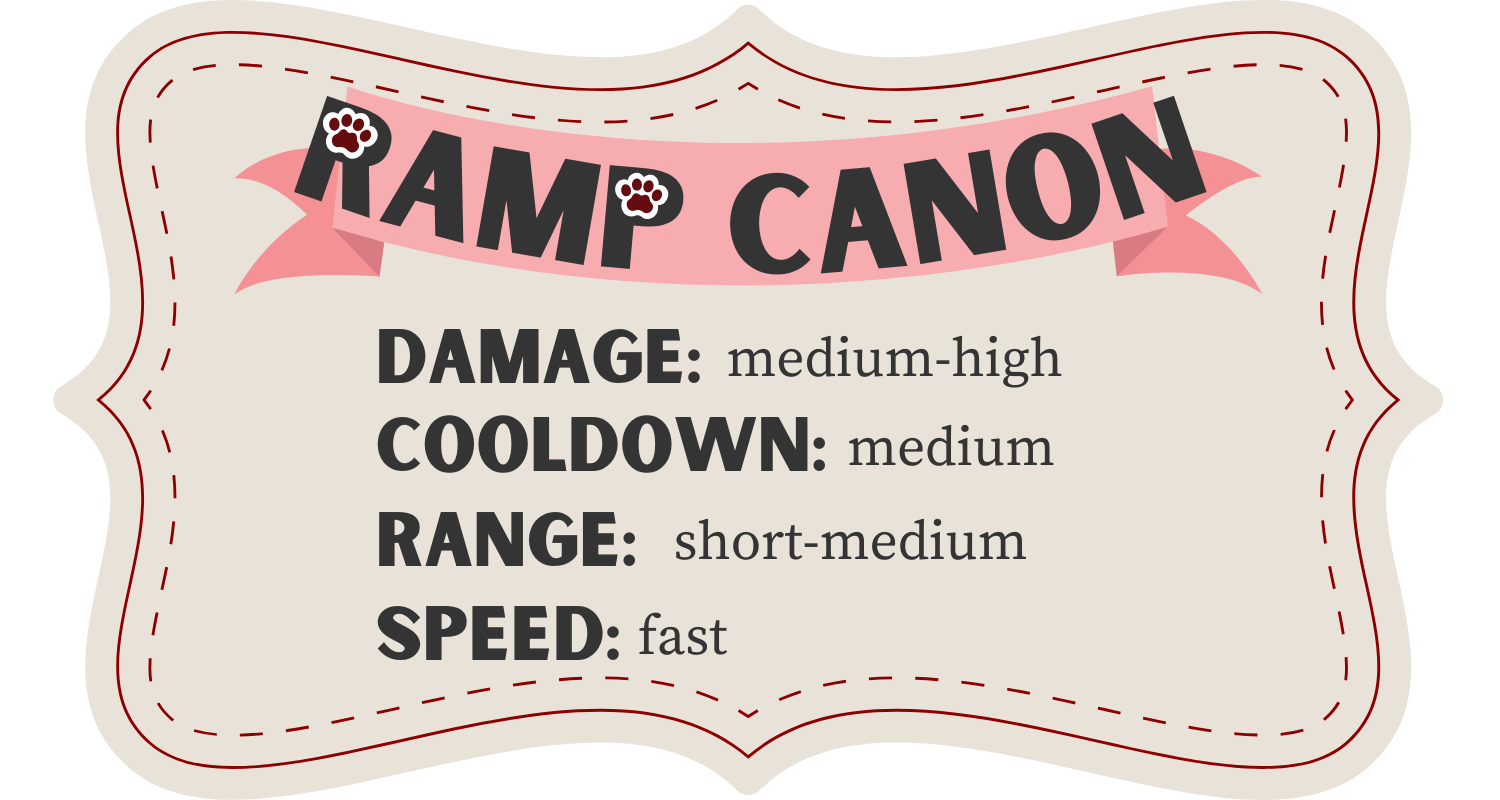 RAMP CANON
DAMAGE: medium-high
COOLDOWN: medium
RANGE: short-medium
SPEED: fast